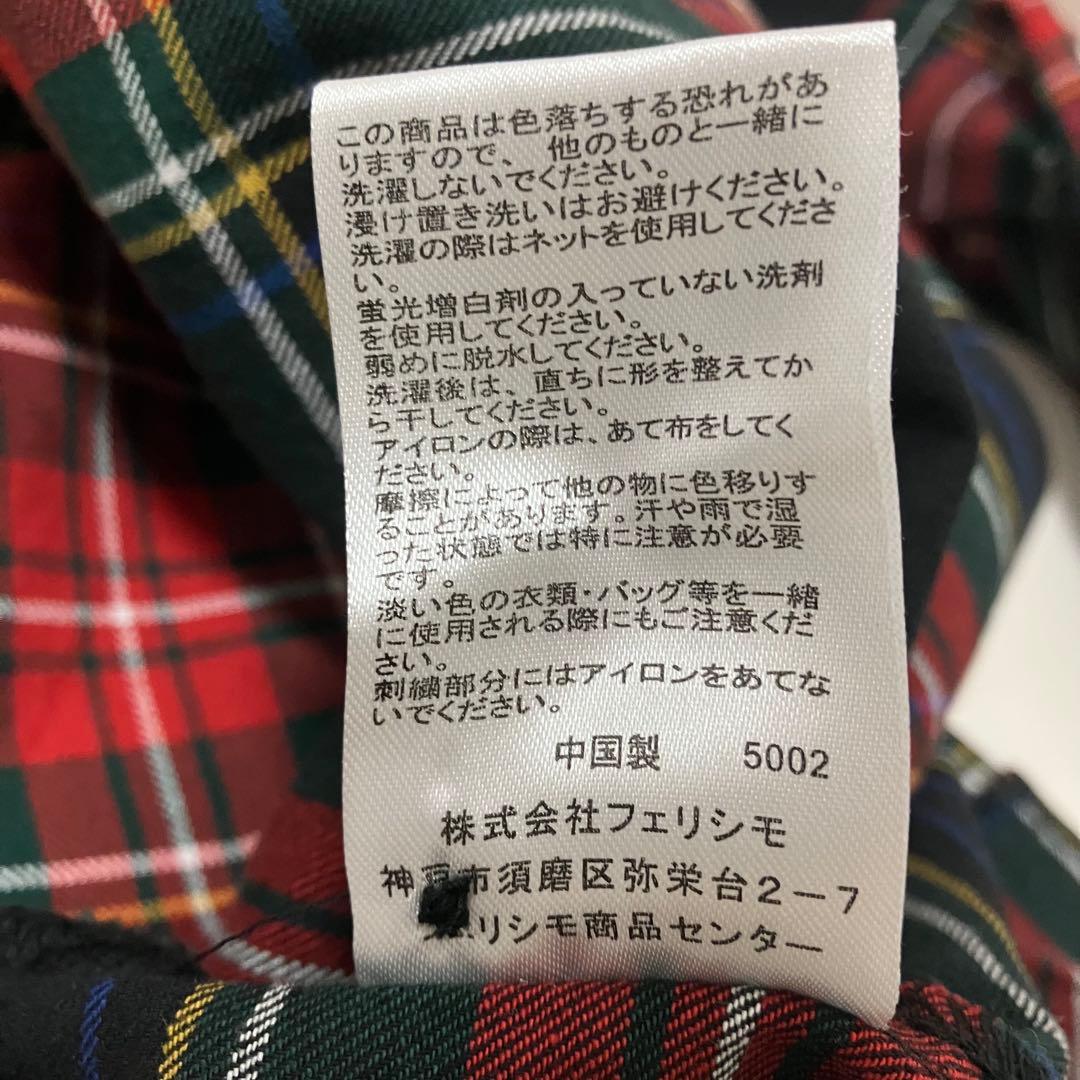 この商品は色落ちする恐れがあ
りますので、他のものと一緒に
洗濯しないでください。
浸け置き洗いはお避けください。
洗濯の際はネットを使用してくださ
い。
蛍光増白剤の入っていない洗剤
を使用してください。
弱めに脱水してください。
洗濯後は、直ちに形を整えてか
ら干してください。
アイロンの際は、あて布をしてく
ださい。
摩擦によって他の物に色移りす
ることがあります。汗や雨で湿
った状態では特に注意が必要
です。
淡い色の衣類・バッグ等を一緒
に使用される際にもご注意くだ
さい。
刺繍部分にはアイロンをあてな
いでください。
中国製 5002
株式会社フェリシモ
神戸市須磨区弥栄台2-7
フェリシモ商品センター